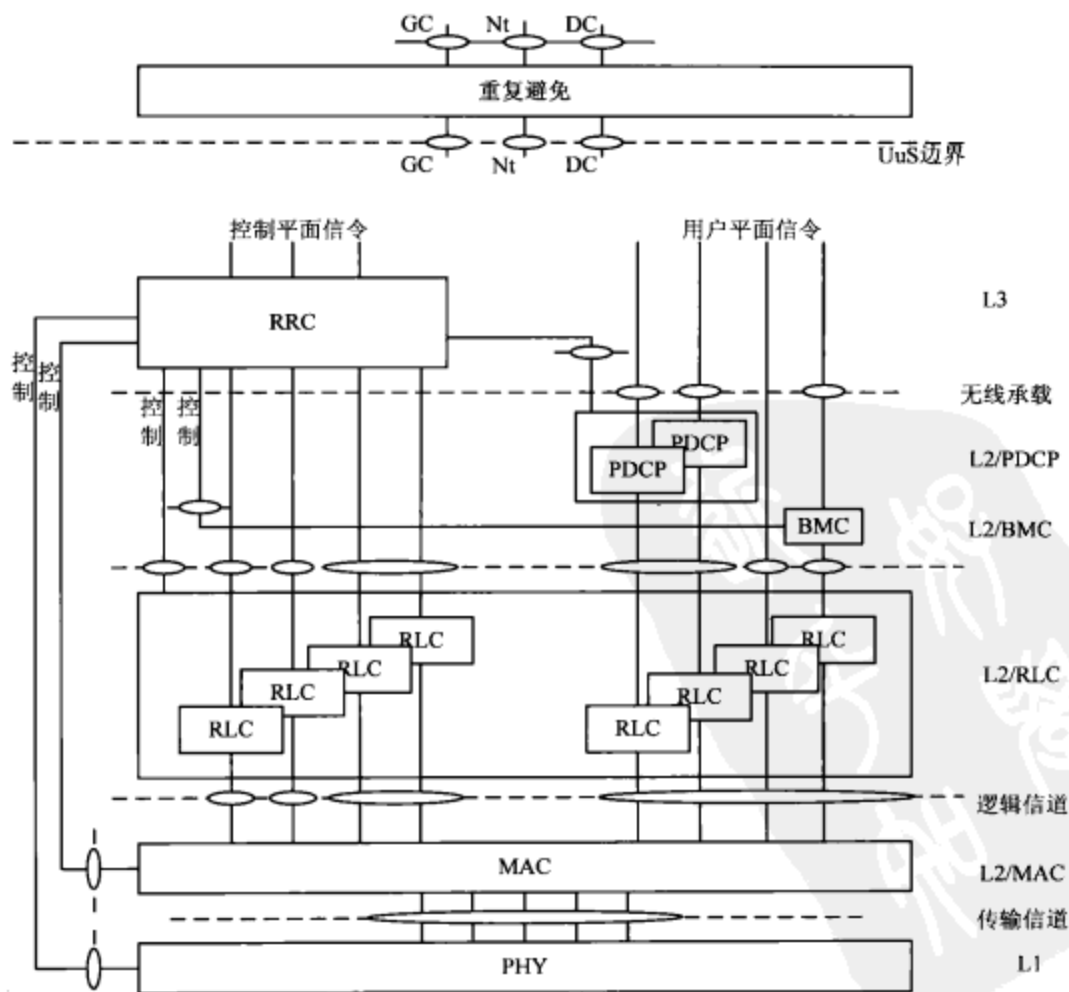 GC Nt DC
重复避免
GC Nt DC
UuS边界
控制平面信令 用户平面信令
RRC
L3
控制
控制
控制
控制
无线承载
PDCP
PDCP
L2/PDCP
BMC
L2/BMC
RLC
RLC
RLC
RLC
RLC
RLC
RLC
RLC
L2/RLC
逻辑信道
MAC
L2/MAC
传输信道
PHY
L1